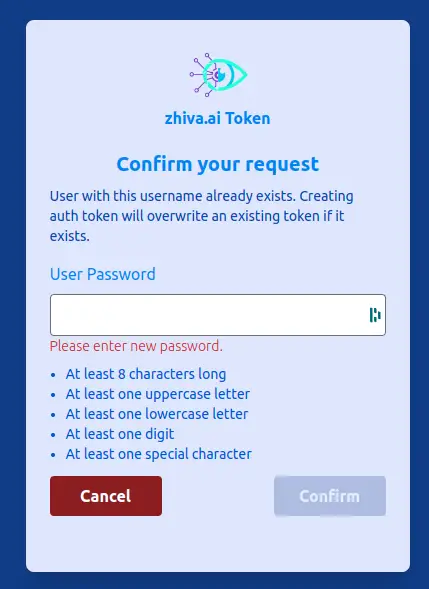 zhiva.ai Token
Confirm your request
User with this username already exists. Creating
auth token will overwrite an existing token if it
exists.
User Password
Please enter new password.
• At least 8 characters long
• At least one uppercase letter
• At least one lowercase letter
• At least one digit
• At least one special character
Cancel Confirm